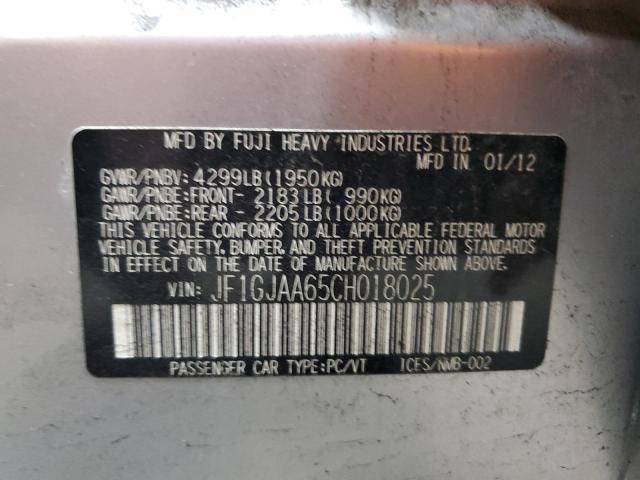 MFD BY FUJI HEAVY INDUSTRIES LTD.
MFD IN 01/12
GVWR/PNBV: 4299LB(1950KG)
GAWR/PNBE:FRONT- 2183LB( 990KG)
GAWR/PNBE:REAR - 2205LB(1000KG)
THIS VEHICLE CONFORMS TO ALL APPLICABLE FEDERAL MOTOR
VEHICLE SAFETY, BUMPER, AND THEFT PREVENTION STANDARDS
IN EFFECT ON THE DATE OF MANUFACTURE SHOWN ABOVE.
VIN: JF1GJAA65CH018025
PASSENGER CAR TYPE:PC/VT ICES/NMB-002